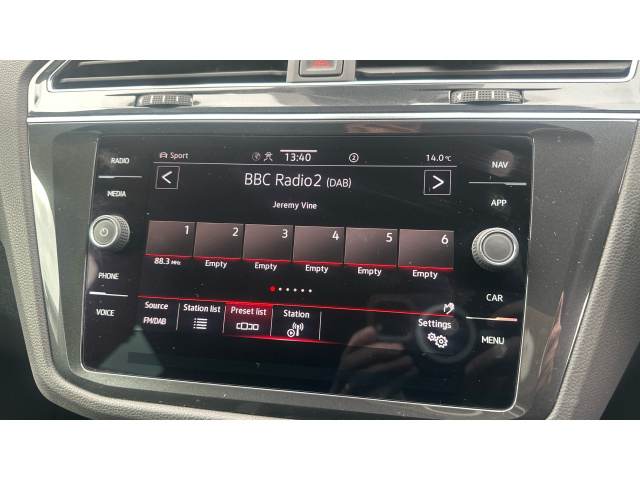 RADIO
MEDIA
PHONE
VOICE
Sport
13:40
2
14.0 °C
BBC Radio2 (DAB)
Jeremy Vine
1 2 3 4 5 6
88.3 MHz Empty Empty Empty Empty Empty
Source Station list Preset list Station Settings
FM/DAB
NAV
APP
CAR
MENU